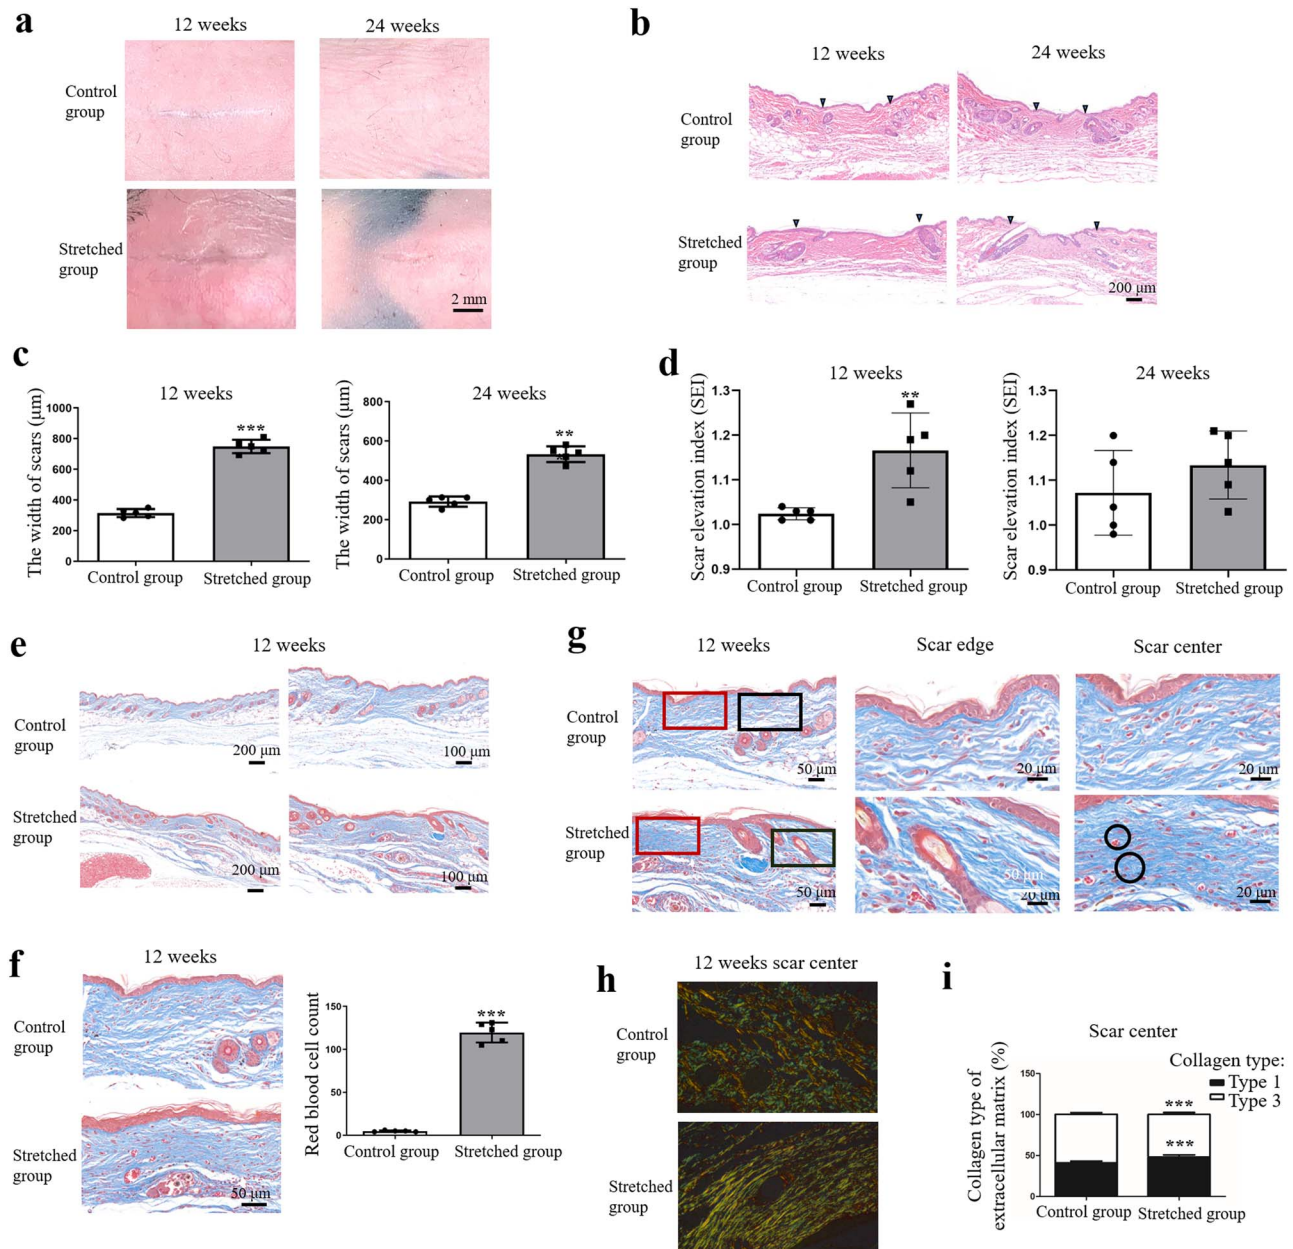 a
12 weeks
24 weeks
Control
group
Stretched
group
2 mm
b
12 weeks
24 weeks
Control
group
Stretched
group
200 μm
c
12 weeks
The width of scars (μm)
1000
800
600
400
200
0
***
Control group
Stretched group
24 weeks
The width of scars (μm)
800
600
400
200
0
**
Control group
Stretched group
d
12 weeks
Scar elevation index (SEI)
1.3
1.2
1.1
1.0
0.9
**
Control group
Stretched group
24 weeks
Scar elevation index (SEI)
1.3
1.2
1.1
1.0
0.9
Control group
Stretched group
e
12 weeks
Control
group
200 μm
100 μm
Stretched
group
200 μm
100 μm
g
12 weeks
Scar edge
Scar center
Control
group
50 μm
20 μm
20 μm
Stretched
group
50 μm
50 μm
20 μm
20 μm
f
12 weeks
Control
group
Stretched
group
50 μm
Red blood cell count
150
100
50
0
***
Control group
Stretched group
h
12 weeks scar center
Control
group
Stretched
group
i
Scar center
Collagen type:
Type 1
Type 3
Collagen type of
extracellular matrix (%)
150
100
50
0
***
***
Control group
Stretched group